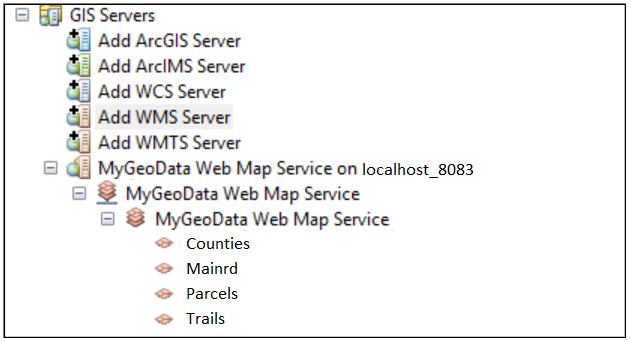 GIS Servers
Add ArcGIS Server
Add ArcIMS Server
Add WCS Server
Add WMS Server
Add WMTS Server
MyGeoData Web Map Service on localhost_8083
MyGeoData Web Map Service
MyGeoData Web Map Service
Counties
Mainrd
Parcels
Trails